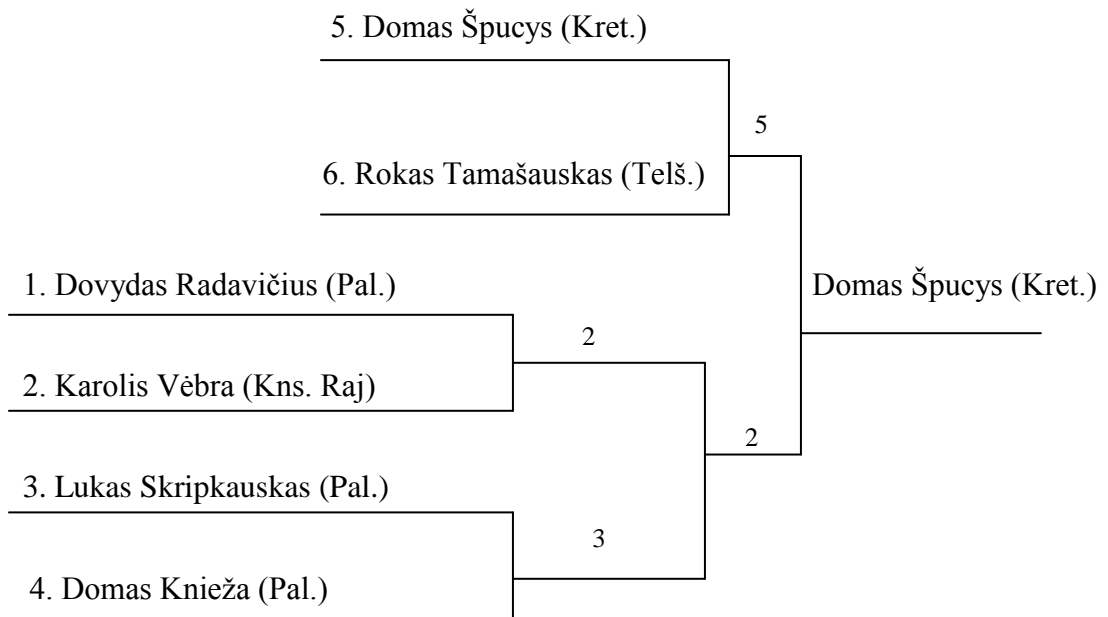 5. Domas Špucys (Kret.)
5
6. Rokas Tamašauskas (Telš.)
1. Dovydas Radavičius (Pal.)
Domas Špucys (Kret.)
2
2. Karolis Vėbra (Kns. Raj)
2
3. Lukas Skripkauskas (Pal.)
3
4. Domas Knieža (Pal.)